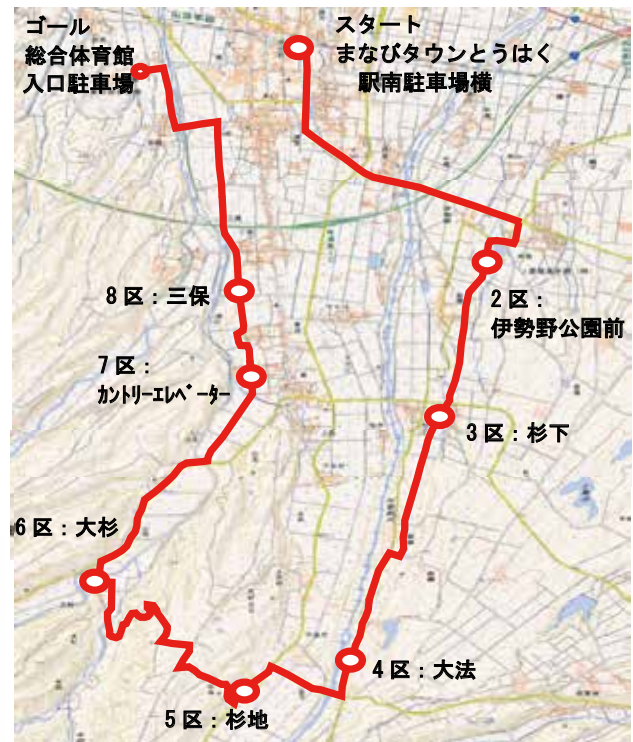 ゴール
総合体育館
入口駐車場
スタート
まなびタウンとうはく
駅南駐車場横
2区：
伊勢野公園前
3区：杉下
4区：大法
5区：杉地
6区：大杉
7区：
ｶﾝﾄﾘｰｴﾚﾍﾞｰﾀｰ
8区：三保